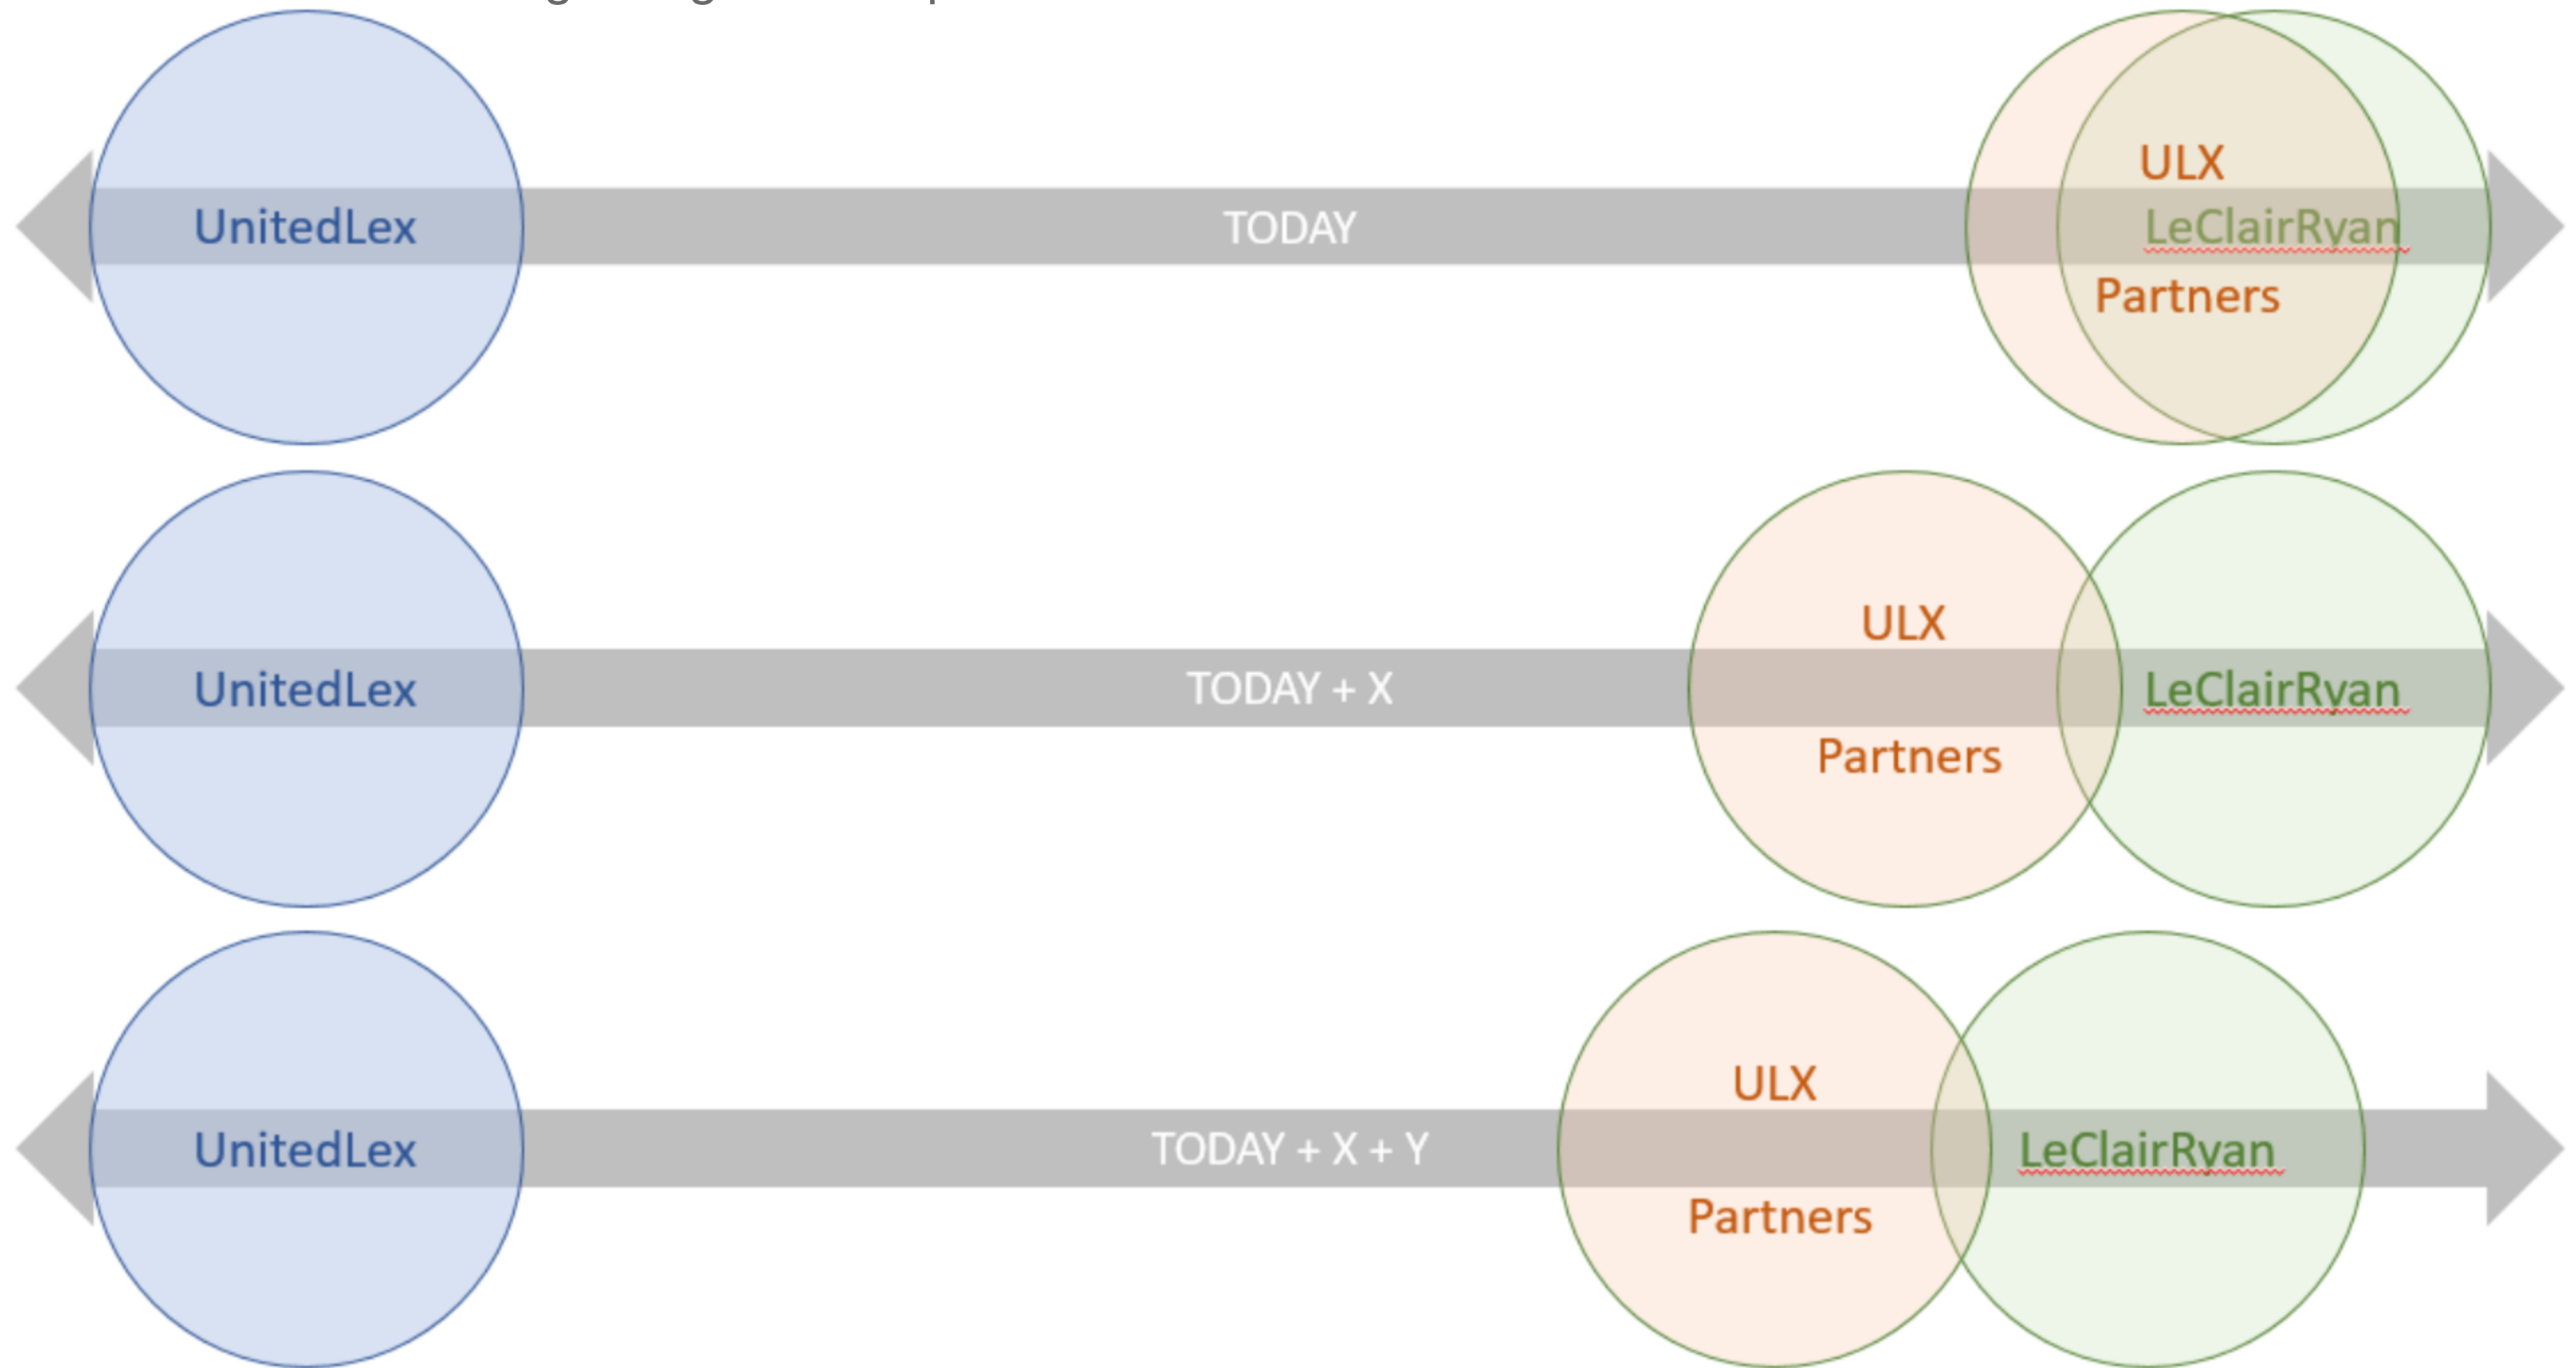 UnitedLex
TODAY
ULX
LeClairRyan
Partners
UnitedLex
TODAY + X
ULX
LeClairRyan
Partners
UnitedLex
TODAY + X + Y
ULX
LeClairRyan
Partners